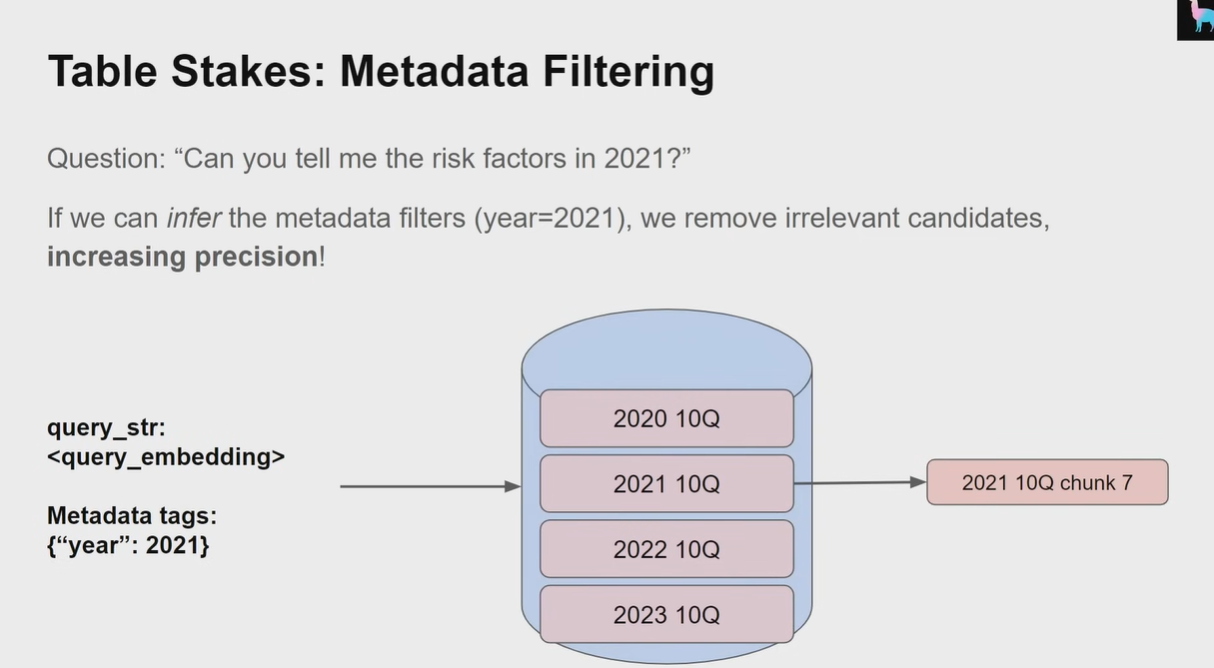 Table Stakes: Metadata Filtering
Question: “Can you tell me the risk factors in 2021?”
If we can infer the metadata filters (year=2021), we remove irrelevant candidates,
increasing precision!
query_str:
<query_embedding>
Metadata tags:
{“year”: 2021}
2020 10Q
2021 10Q
2022 10Q
2023 10Q
2021 10Q chunk 7